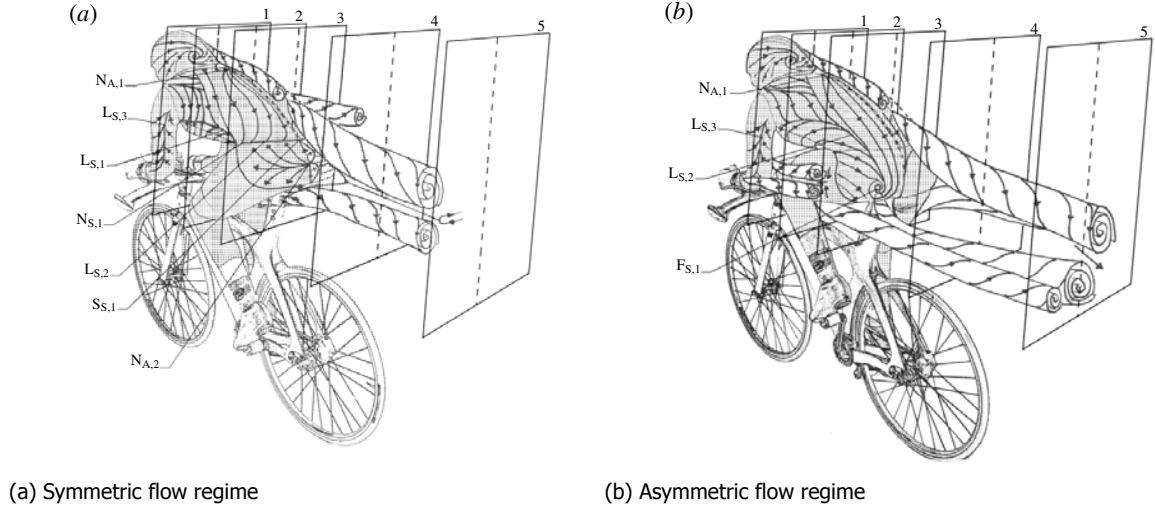 (a)
1
2
3
4
5
N_A,1
L_S,3
L_S,1
N_S,1
L_S,2
S_S,1
N_A,2
(b)
1
2
3
4
5
N_A,1
L_S,3
L_S,2
F_S,1
(a) Symmetric flow regime
(b) Asymmetric flow regime